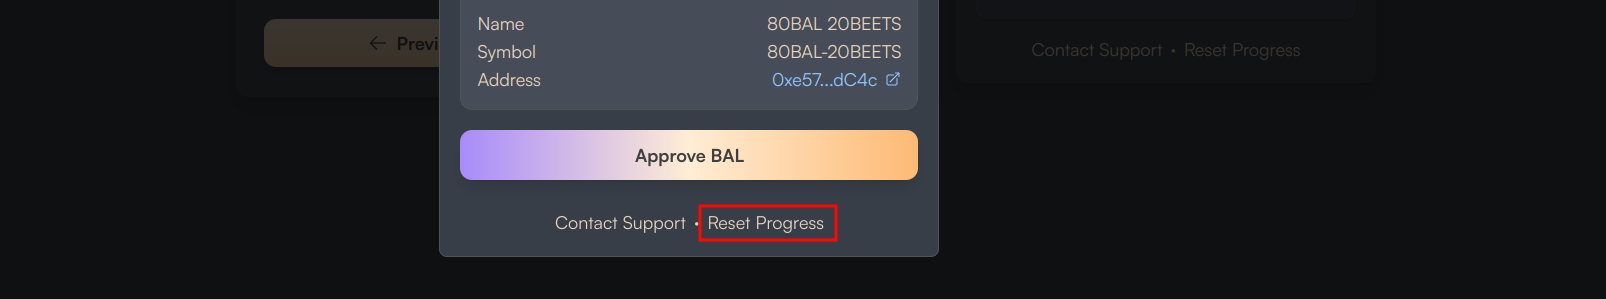 Name 80BAL 20BEETS
Symbol 80BAL-20BEETS
Address 0xe57...dC4c
← Previ
Approve BAL
Contact Support · Reset Progress
Contact Support · Reset Progress